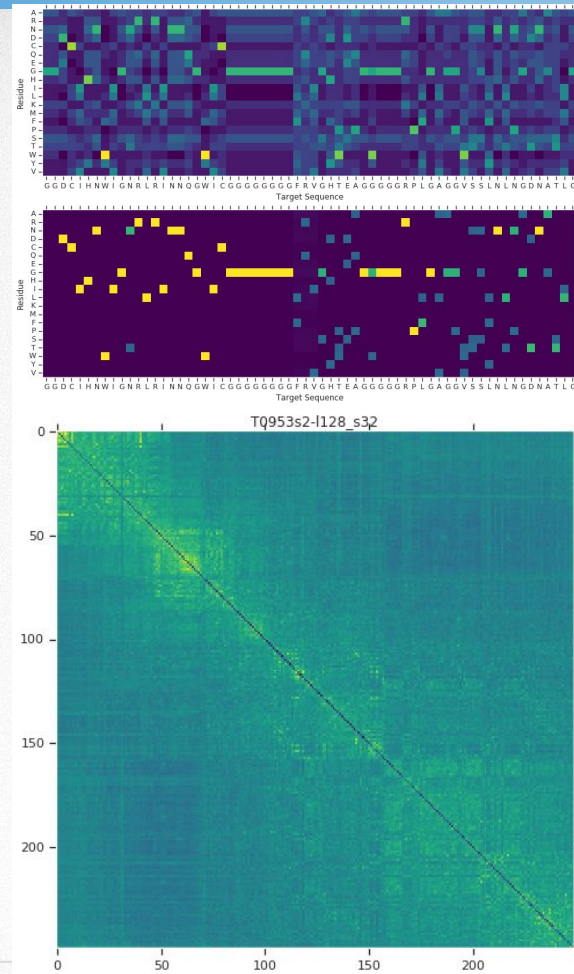 A
R
N
D
C
Q
E
G
H
I
L
K
M
F
P
S
T
W
Y
V
Residue
G G D C I H N W I G N R L R I N N Q G W I C G G G G G G G G F R V G H T E A G G G G G R P L G A G G V S S L N L N G D N A T L
Target Sequence
A
R
N
D
C
Q
E
G
H
I
L
K
M
F
P
S
T
W
Y
V
Residue
G G D C I H N W I G N R L R I N N Q G W I C G G G G G G G G F R V G H T E A G G G G G R P L G A G G V S S L N L N G D N A T L
Target Sequence
T0953s2-l128_s32
0
50
100
150
200
0 50 100 150 200